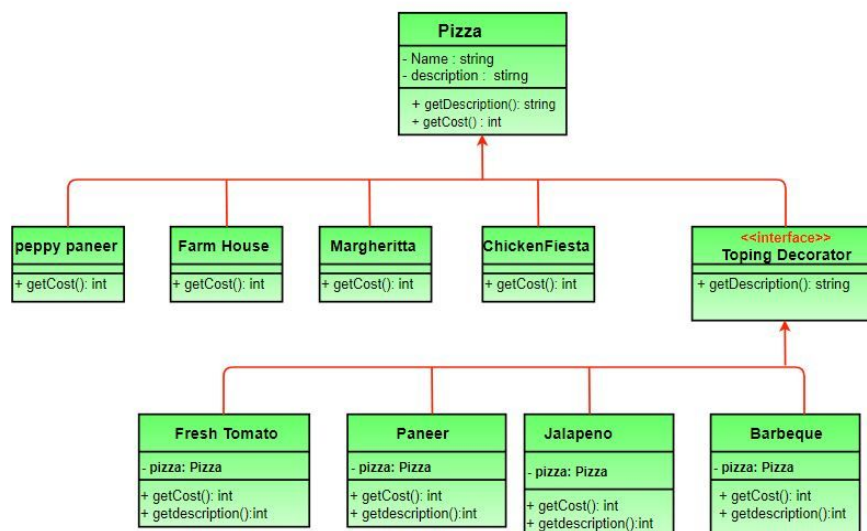 Pizza
- Name : string
- description : stirng
+ getDescription(): string
+ getCost() : int
peppy paneer
+ getCost(): int
Farm House
+ getCost(): int
Margheritta
+ getCost(): int
ChickenFiesta
+ getCost(): int
<<interface>>
Toping Decorator
+ getDescription(): string
Fresh Tomato
- pizza: Pizza
+ getCost(): int
+ getdescription():int
Paneer
- pizza: Pizza
+ getCost(): int
+ getdescription():int
Jalapeno
- pizza: Pizza
+ getCost(): int
+ getdescription():int
Barbeque
- pizza: Pizza
+ getCost(): int
+ getdescription():int